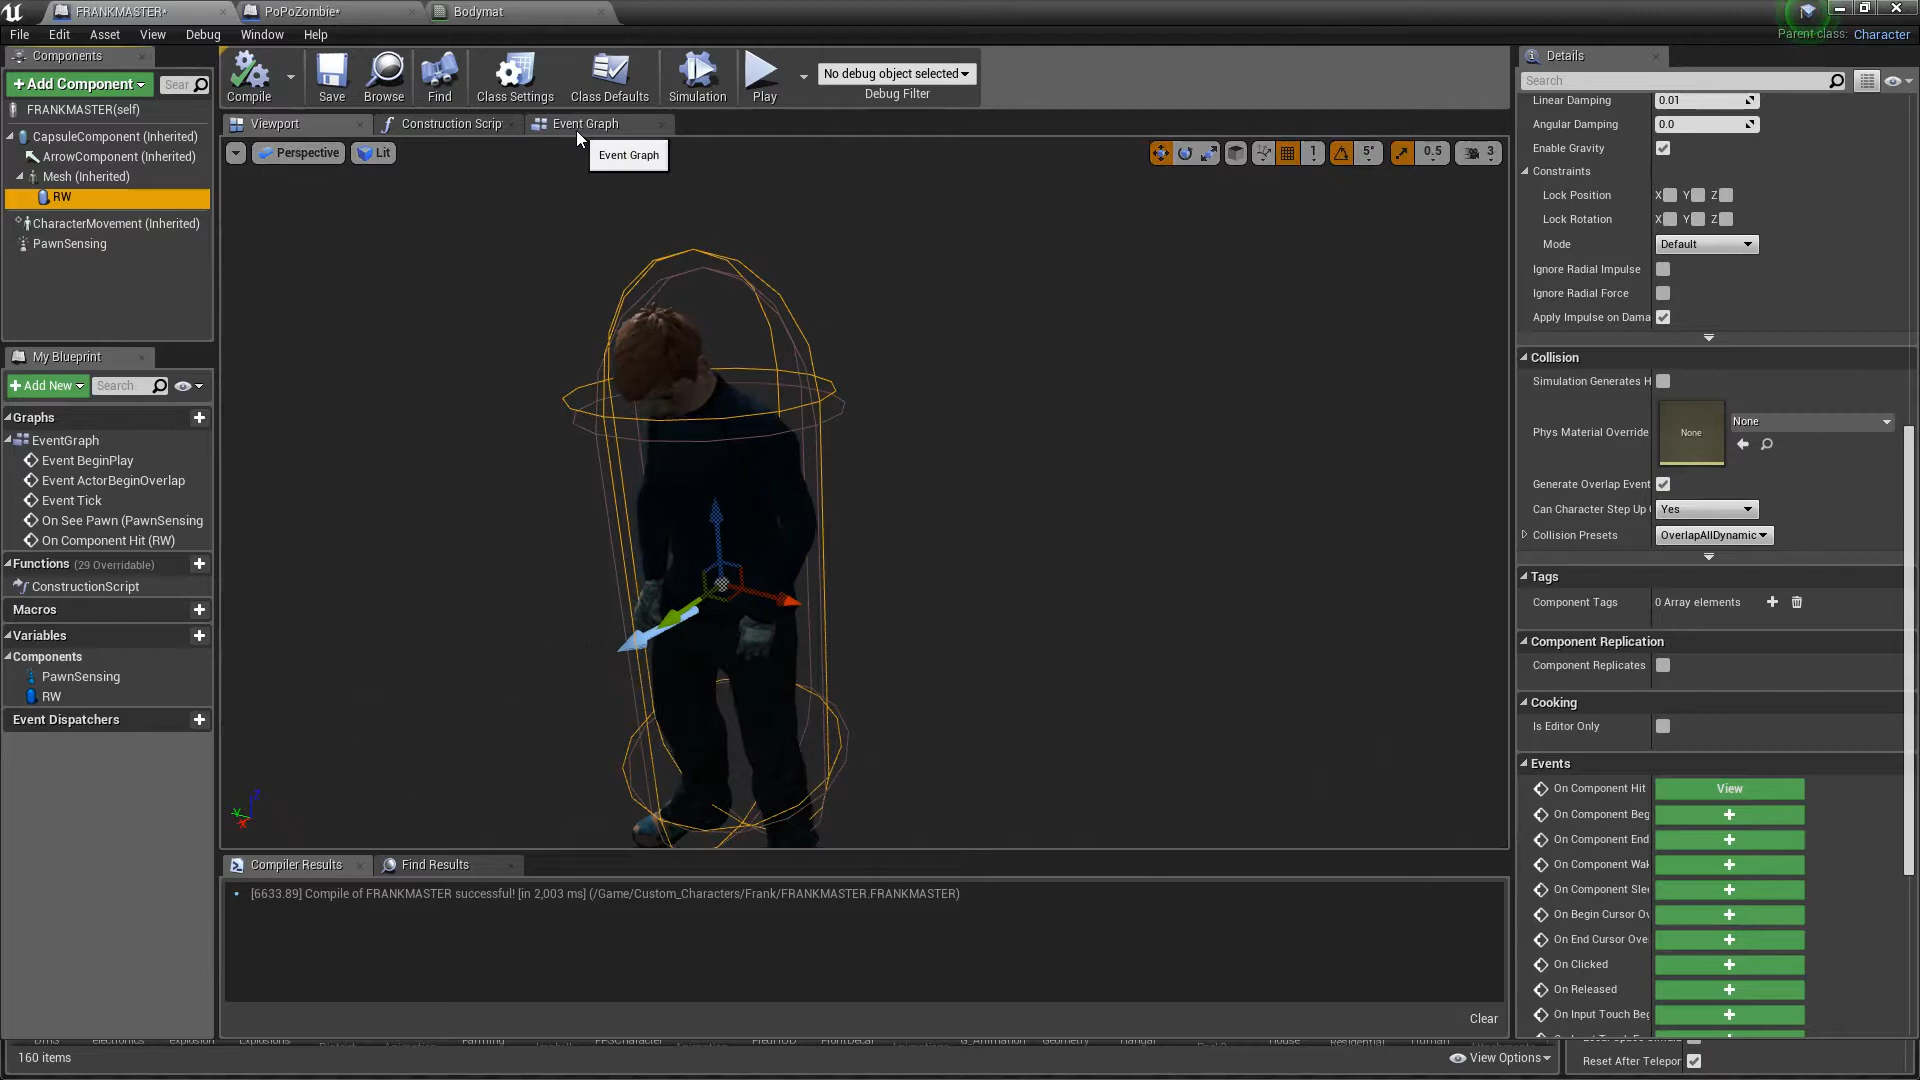 FRANKMASTER*
PoPoZombie*
Bodymat
File Edit Asset View Debug Window Help
Parent class: Character
Components
+Add Component
Sear
FRANKMASTER(self)
CapsuleComponent (Inherited)
ArrowComponent (Inherited)
Mesh (Inherited)
RW
CharacterMovement (Inherited)
PawnSensing
My Blueprint
+Add New
Search
Graphs
EventGraph
Event BeginPlay
Event ActorBeginOverlap
Event Tick
On See Pawn (PawnSensing
On Component Hit (RW)
Functions (29 Overridable)
ConstructionScript
Macros
Variables
Components
PawnSensing
RW
Event Dispatchers
Compile
Save
Browse
Find
Class Settings
Class Defaults
Simulation
Play
No debug object selected
Debug Filter
Viewport
Construction Scrip
Event Graph
Event Graph
Perspective
Lit
1
5°
0.5
3
Compiler Results
Find Results
[6633.89] Compile of FRANKMASTER successful! [in 2,003 ms] (/Game/Custom_Characters/Frank/FRANKMASTER.FRANKMASTER)
Clear
160 items
View Options
Details
Search
Linear Damping 0.01
Angular Damping 0.0
Enable Gravity
Constraints
Lock Position X Y Z
Lock Rotation X Y Z
Mode Default
Ignore Radial Impulse
Ignore Radial Force
Apply Impulse on Dama
Collision
Simulation Generates H
Phys Material Override None None
Generate Overlap Event
Can Character Step Up Yes
Collision Presets OverlapAllDynamic
Tags
Component Tags 0 Array elements
Component Replication
Component Replicates
Cooking
Is Editor Only
Events
On Component Hit View
On Component Beg
On Component End
On Component Wak
On Component Slee
On Begin Cursor Ov
On End Cursor Ove
On Clicked
On Released
On Input Touch Beg
Reset After Telepor